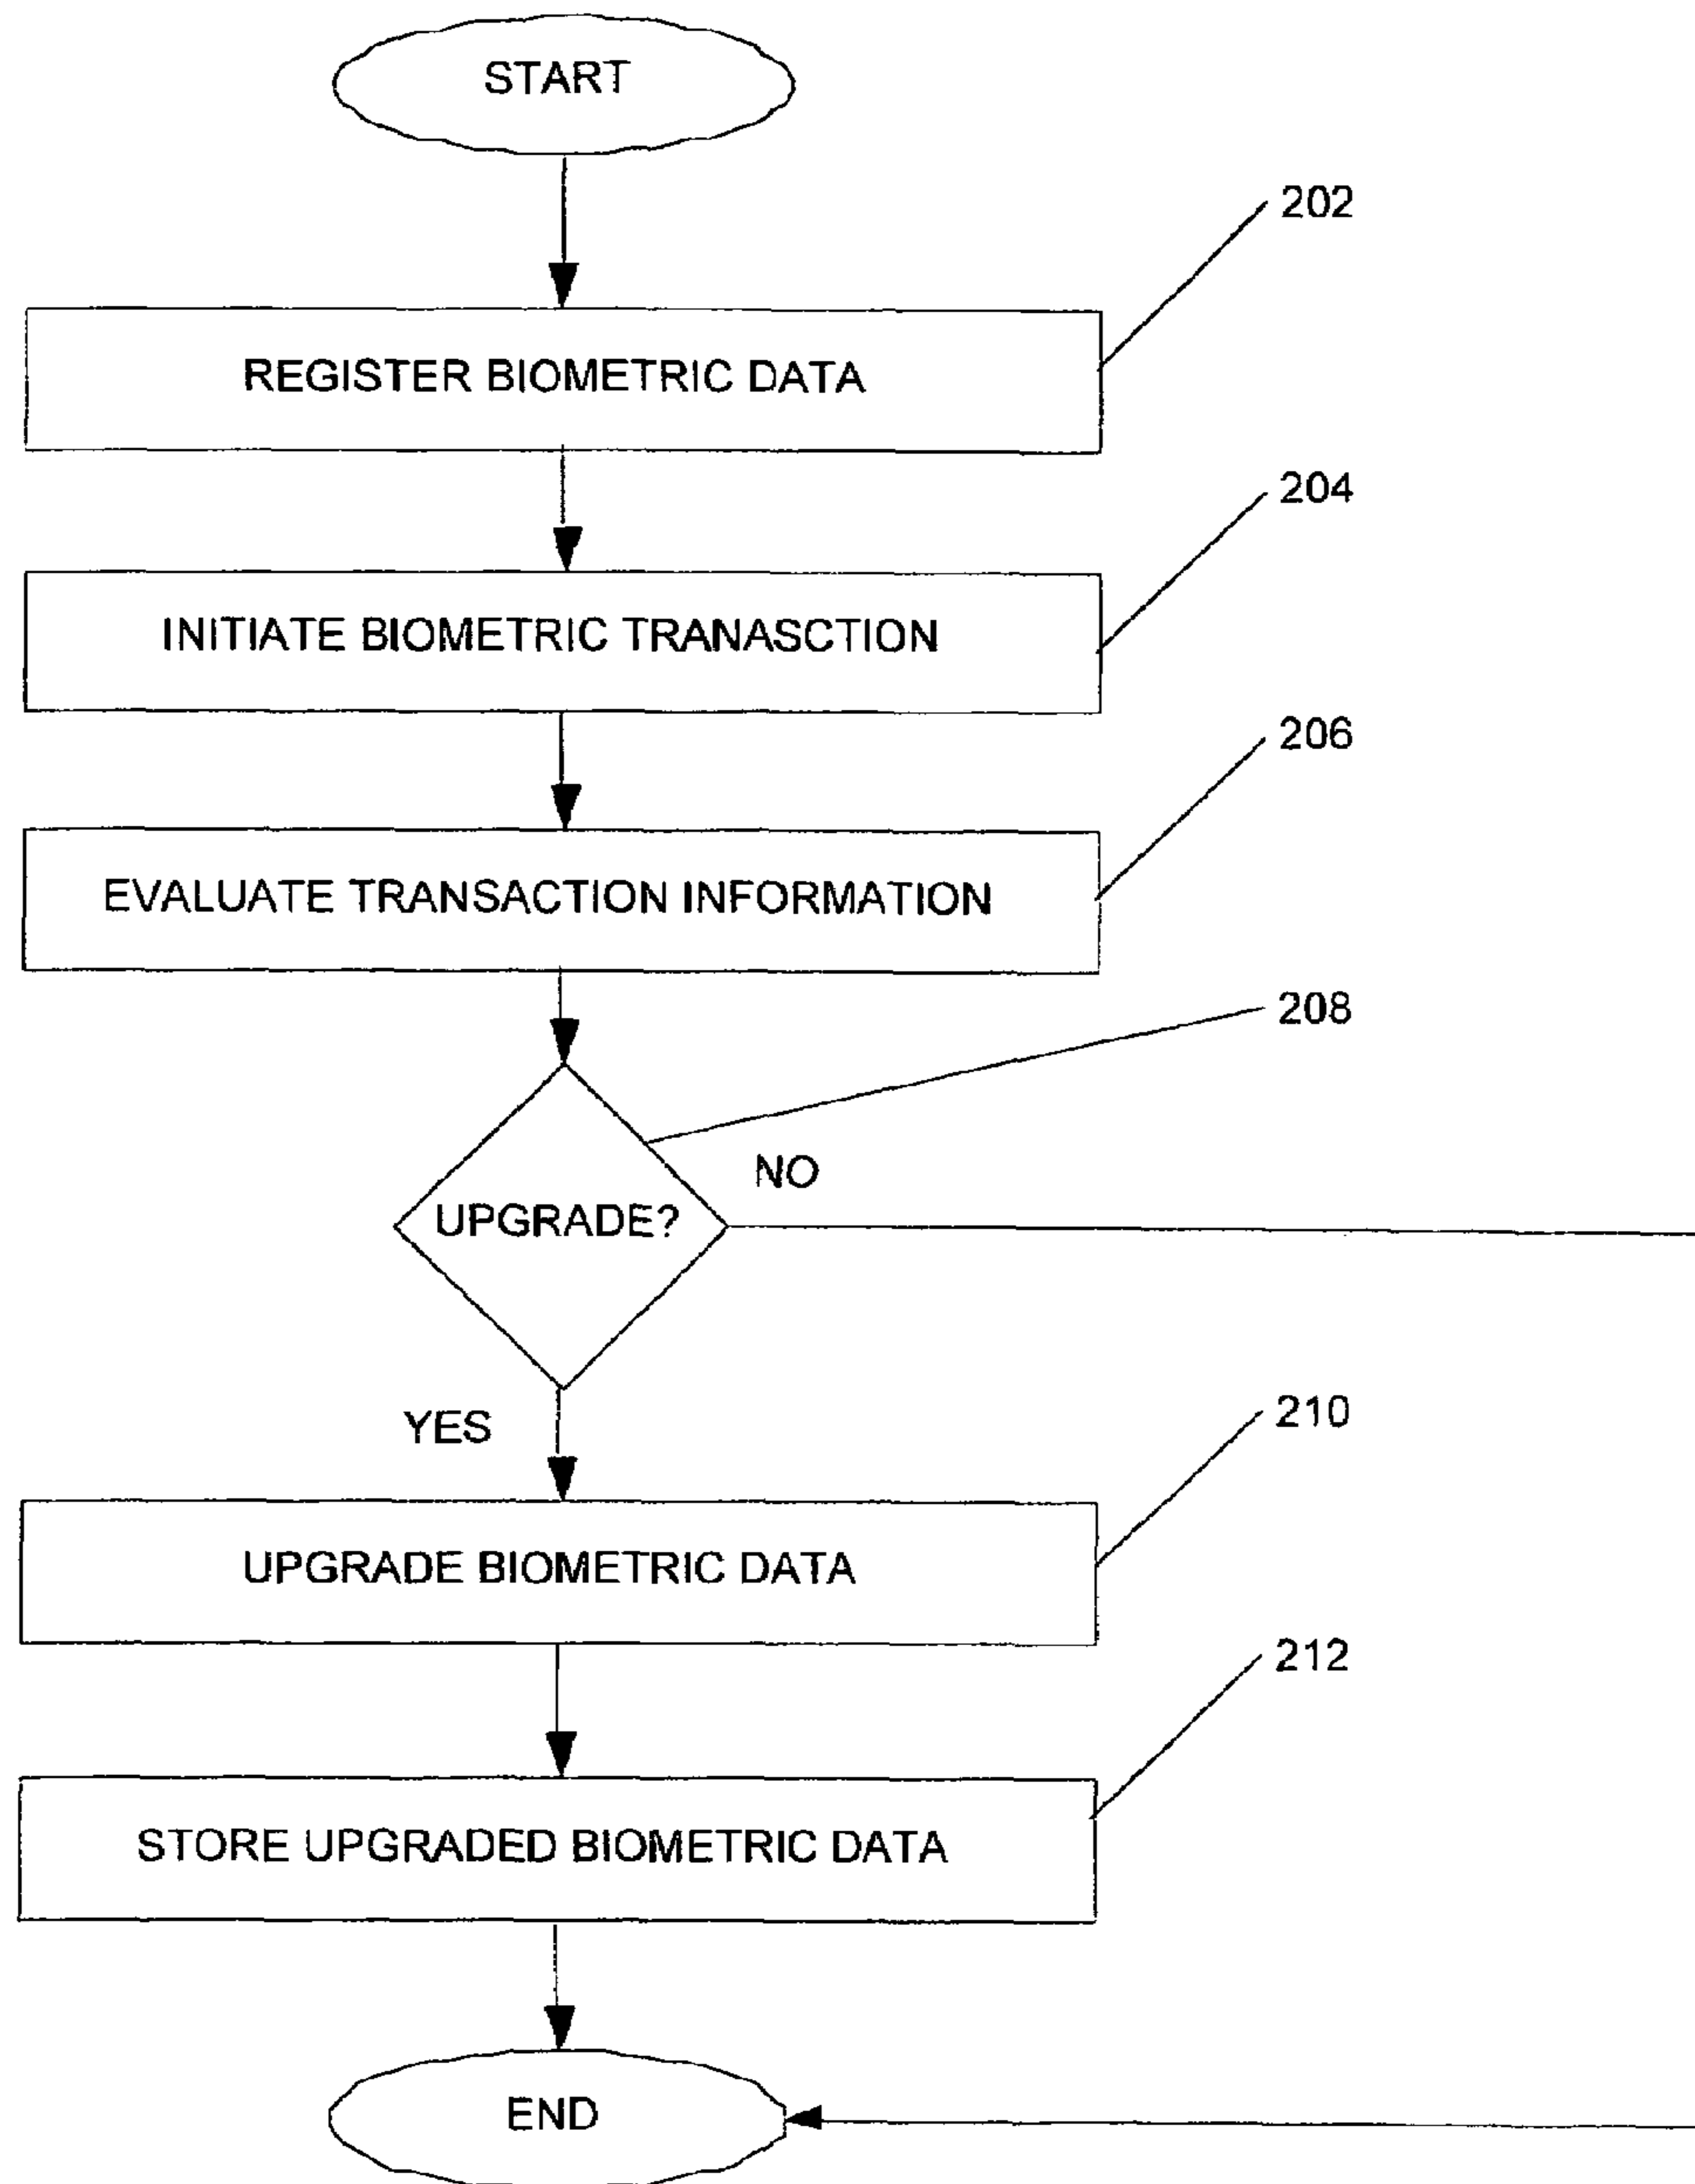 START
202
REGISTER BIOMETRIC DATA
204
INITIATE BIOMETRIC TRANASCTION
206
EVALUATE TRANSACTION INFORMATION
208
NO
UPGRADE?
YES
210
UPGRADE BIOMETRIC DATA
212
STORE UPGRADED BIOMETRIC DATA
END